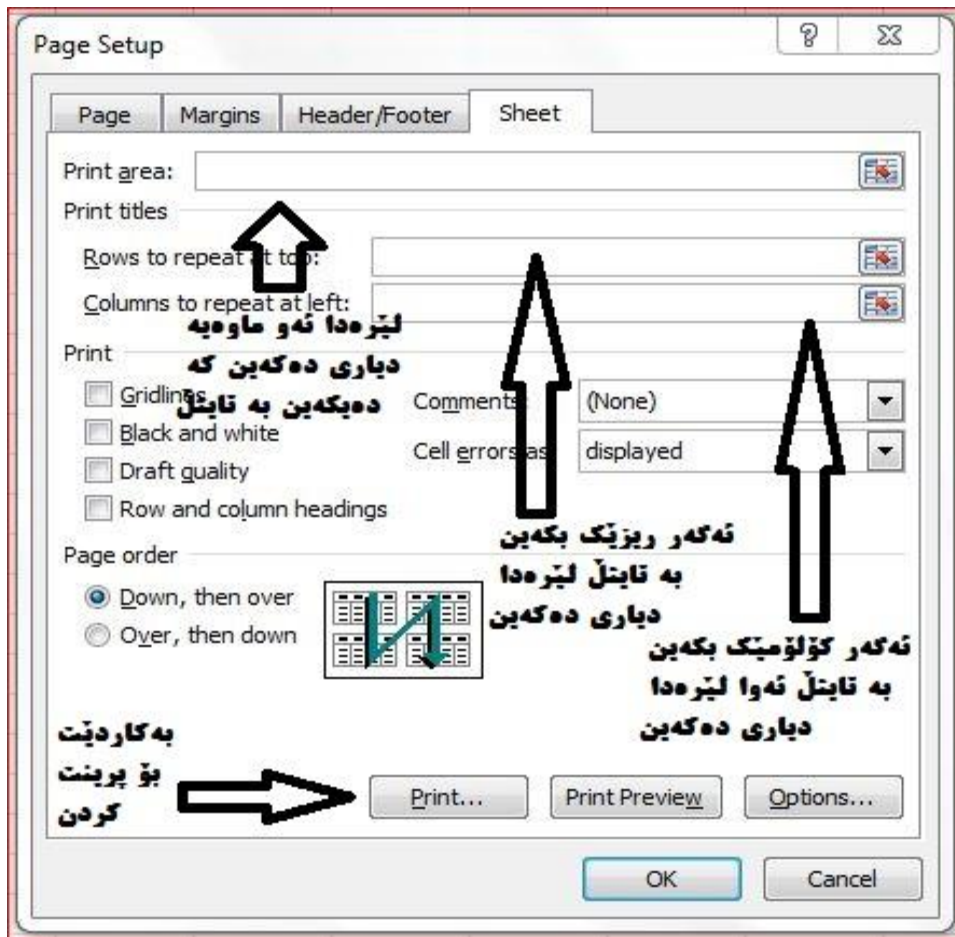 Page Setup
Page Margins Header/Footer Sheet
Print area:
Print titles
Rows to repeat at top:
Columns to repeat at left:
لێرەدا ئەو ماوەیە
دیاری دەکەین کە
دەیکەین بە تایتڵ
Print
Gridlines
Comments: (None)
Black and white
Cell errors as: displayed
Draft quality
Row and column headings
ئەگەر ریزێک بکەین
بە تایتڵ لێرەدا
دیاری دەکەین
Page order
Down, then over
Over, then down
ئەگەر کۆلۆمێک بکەین
بە تایتڵ ئەوا لێرەدا
دیاری دەکەین
بەکاردێت
بۆ پرینت
کردن
Print... Print Preview Options...
OK Cancel